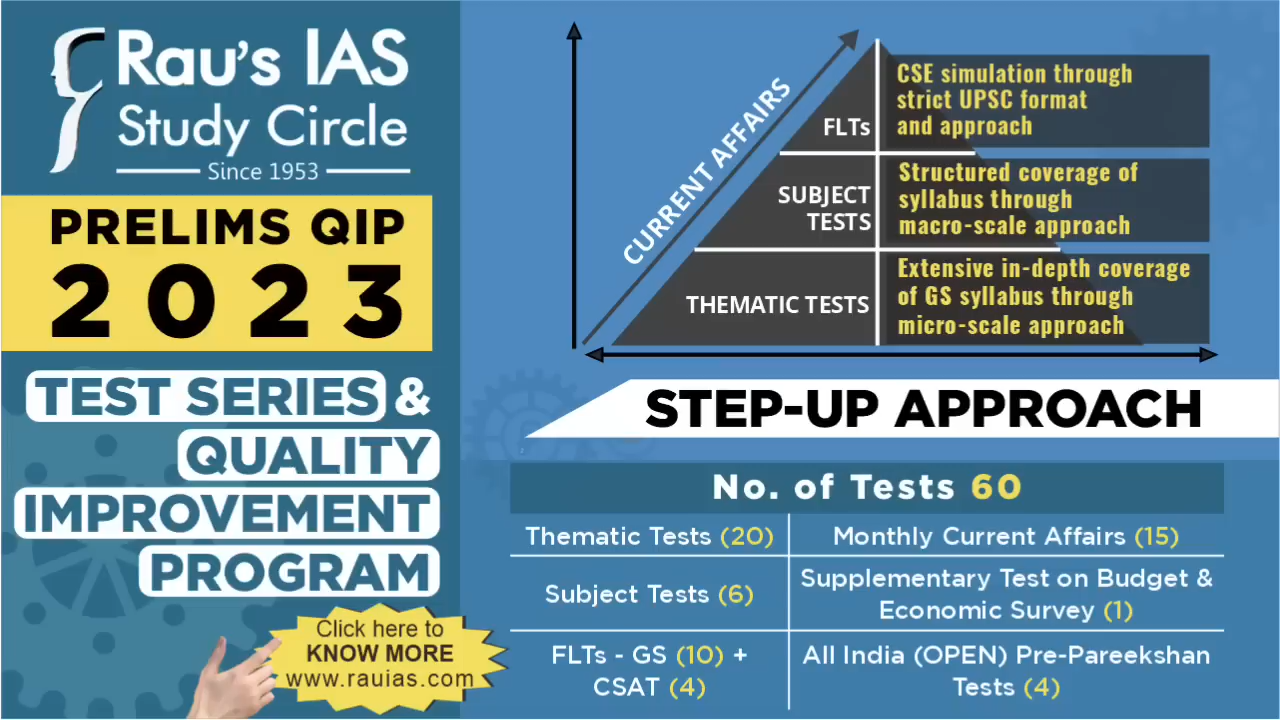 Rau's IAS
Study Circle
Since 1953
PRELIMS QIP
2023
TEST SERIES &
QUALITY
IMPROVEMENT
PROGRAM
Click here to
KNOW MORE
www.rauias.com
CURRENT AFFAIRS
FLTs
CSE simulation through
strict UPSC format
and approach
SUBJECT
TESTS
Structured coverage of
syllabus through
macro-scale approach
THEMATIC TESTS
Extensive in-depth coverage
of GS syllabus through
micro-scale approach
STEP-UP APPROACH
No. of Tests 60
Thematic Tests (20)
Monthly Current Affairs (15)
Subject Tests (6)
Supplementary Test on Budget &
Economic Survey (1)
FLTs - GS (10) +
CSAT (4)
All India (OPEN) Pre-Pareekshan
Tests (4)